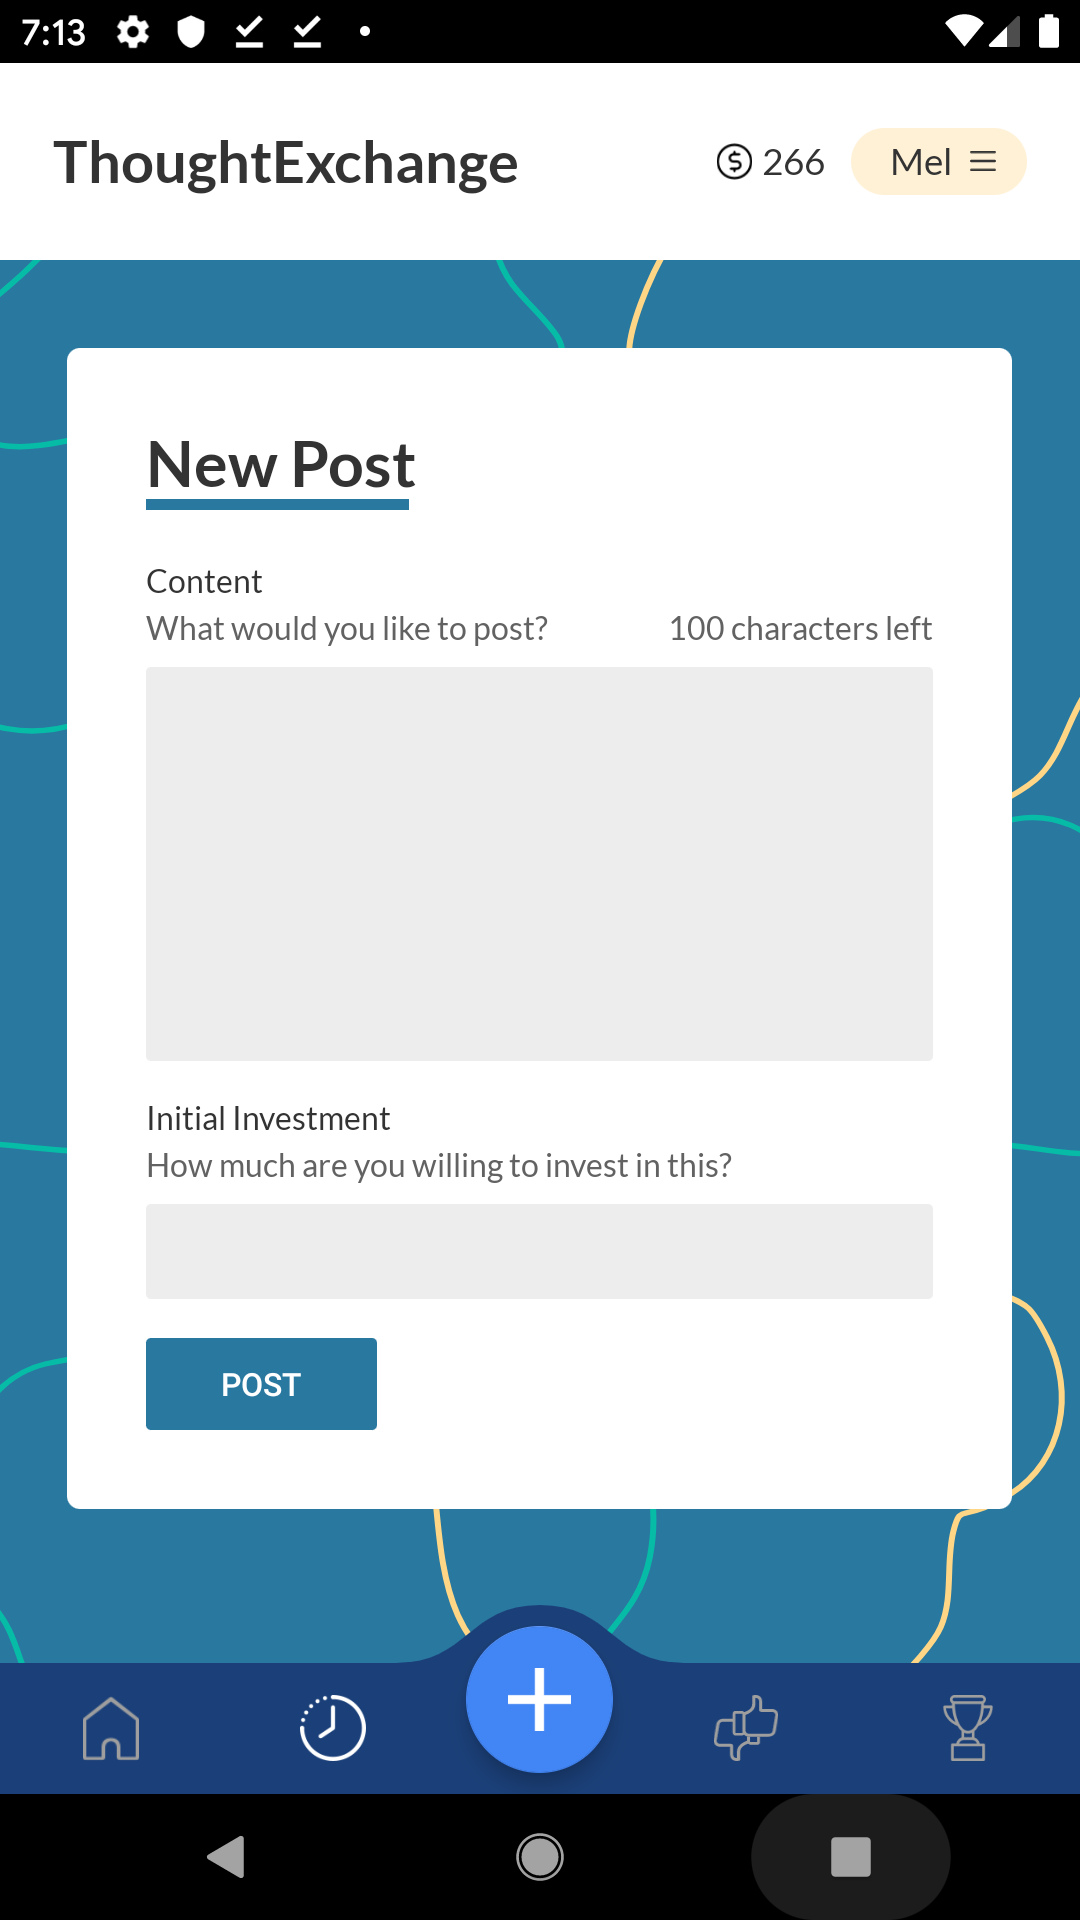 7:13
ThoughtExchange
266
Mel
New Post
Content
What would you like to post?
100 characters left
Initial Investment
How much are you willing to invest in this?
POST